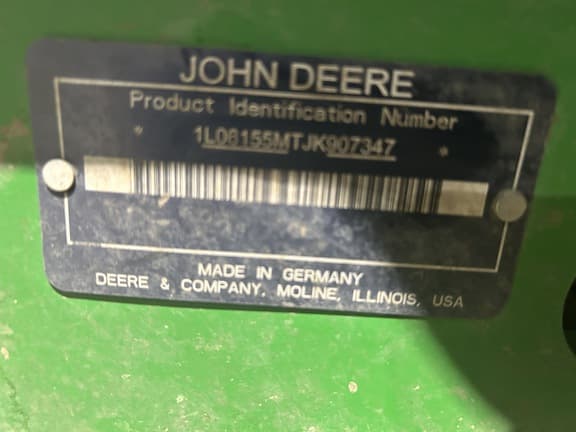 JOHN DEERE
Product Identification Number
* 1L06155MTJK907347 *
MADE IN GERMANY
DEERE & COMPANY, MOLINE, ILLINOIS, USA